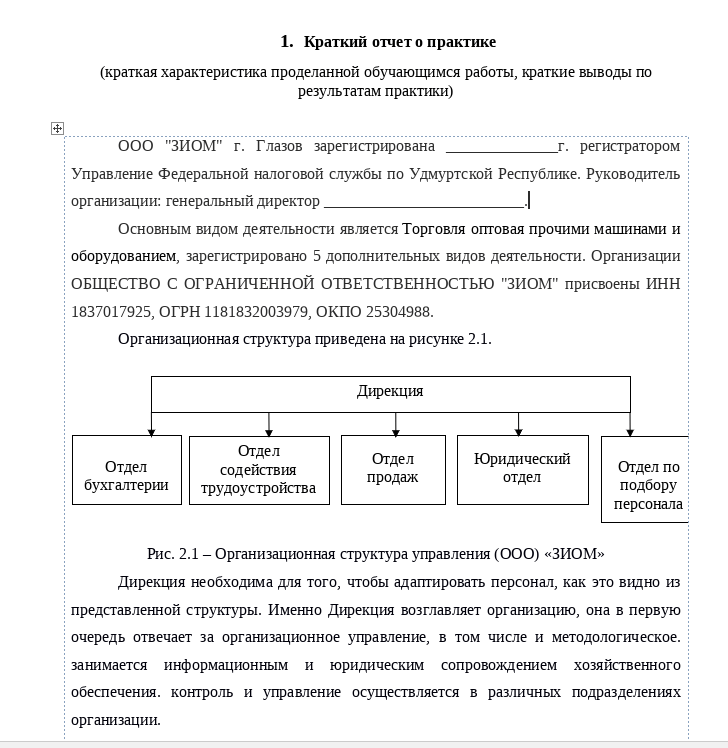 1. Краткий отчет о практике
(краткая характеристика проделанной обучающимся работы, краткие выводы по
результатам практики)
ООО "ЗИОМ" г. Глазов зарегистрирована ______________г. регистратором
Управление Федеральной налоговой службы по Удмуртской Республике. Руководитель
организации: генеральный директор _________________________.
Основным видом деятельности является Торговля оптовая прочими машинами и
оборудованием, зарегистрировано 5 дополнительных видов деятельности. Организации
ОБЩЕСТВО С ОГРАНИЧЕННОЙ ОТВЕТСТВЕННОСТЬЮ "ЗИОМ" присвоены ИНН
1837017925, ОГРН 1181832003979, ОКПО 25304988.
Организационная структура приведена на рисунке 2.1.
Дирекция
Отдел
бухгалтерии
Отдел
содействия
трудоустройства
Отдел
продаж
Юридический
отдел
Отдел по
подбору
персонала
Рис. 2.1 – Организационная структура управления (ООО) «ЗИОМ»
Дирекция необходима для того, чтобы адаптировать персонал, как это видно из
представленной структуры. Именно Дирекция возглавляет организацию, она в первую
очередь отвечает за организационное управление, в том числе и методологическое.
занимается информационным и юридическим сопровождением хозяйственного
обеспечения. контроль и управление осуществляется в различных подразделениях
организации.